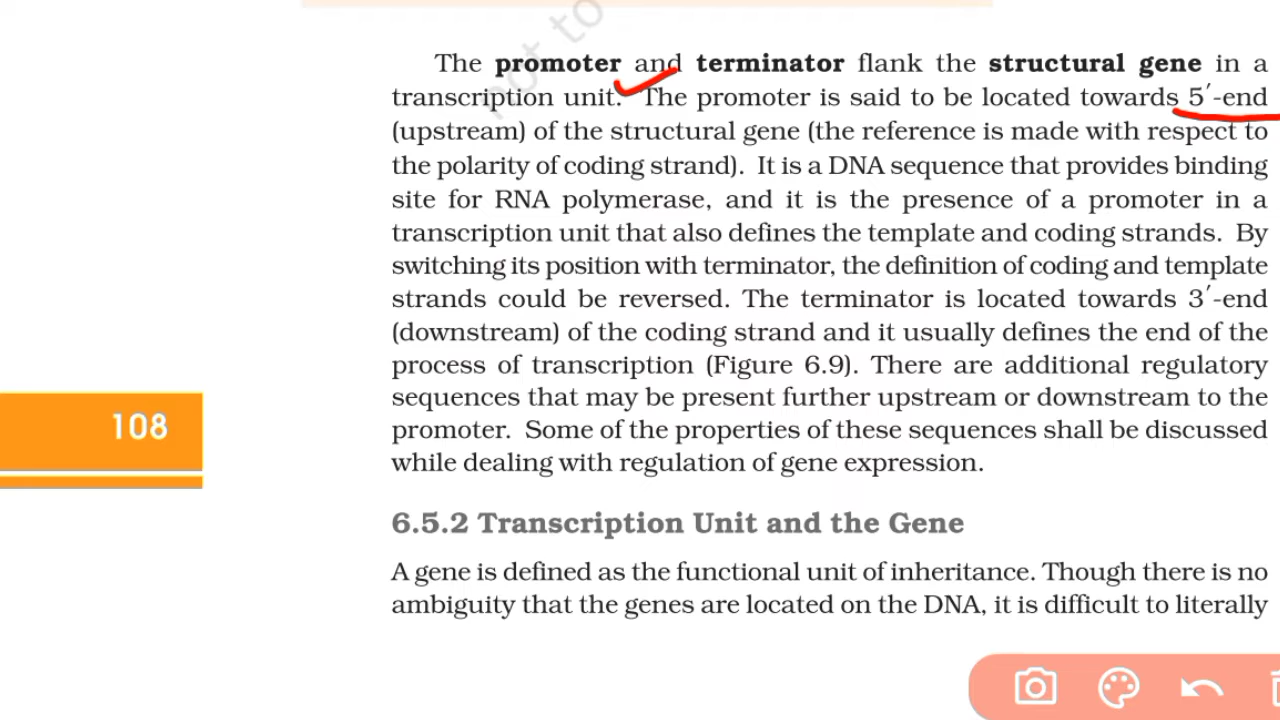 not to
The promoter and terminator flank the structural gene in a
transcription unit. The promoter is said to be located towards 5′-end
(upstream) of the structural gene (the reference is made with respect to
the polarity of coding strand). It is a DNA sequence that provides binding
site for RNA polymerase, and it is the presence of a promoter in a
transcription unit that also defines the template and coding strands. By
switching its position with terminator, the definition of coding and template
strands could be reversed. The terminator is located towards 3′-end
(downstream) of the coding strand and it usually defines the end of the
process of transcription (Figure 6.9). There are additional regulatory
sequences that may be present further upstream or downstream to the
promoter. Some of the properties of these sequences shall be discussed
while dealing with regulation of gene expression.
108
6.5.2 Transcription Unit and the Gene
A gene is defined as the functional unit of inheritance. Though there is no
ambiguity that the genes are located on the DNA, it is difficult to literally